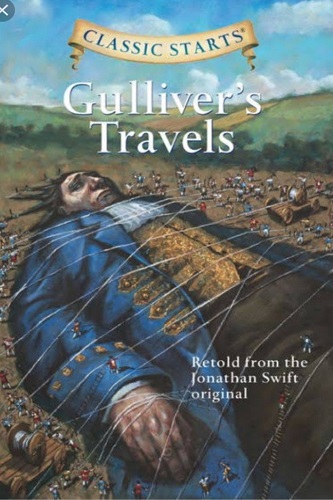 CLASSIC STARTS®
Gulliver's
Travels
Retold from the
Jonathan Swift
original